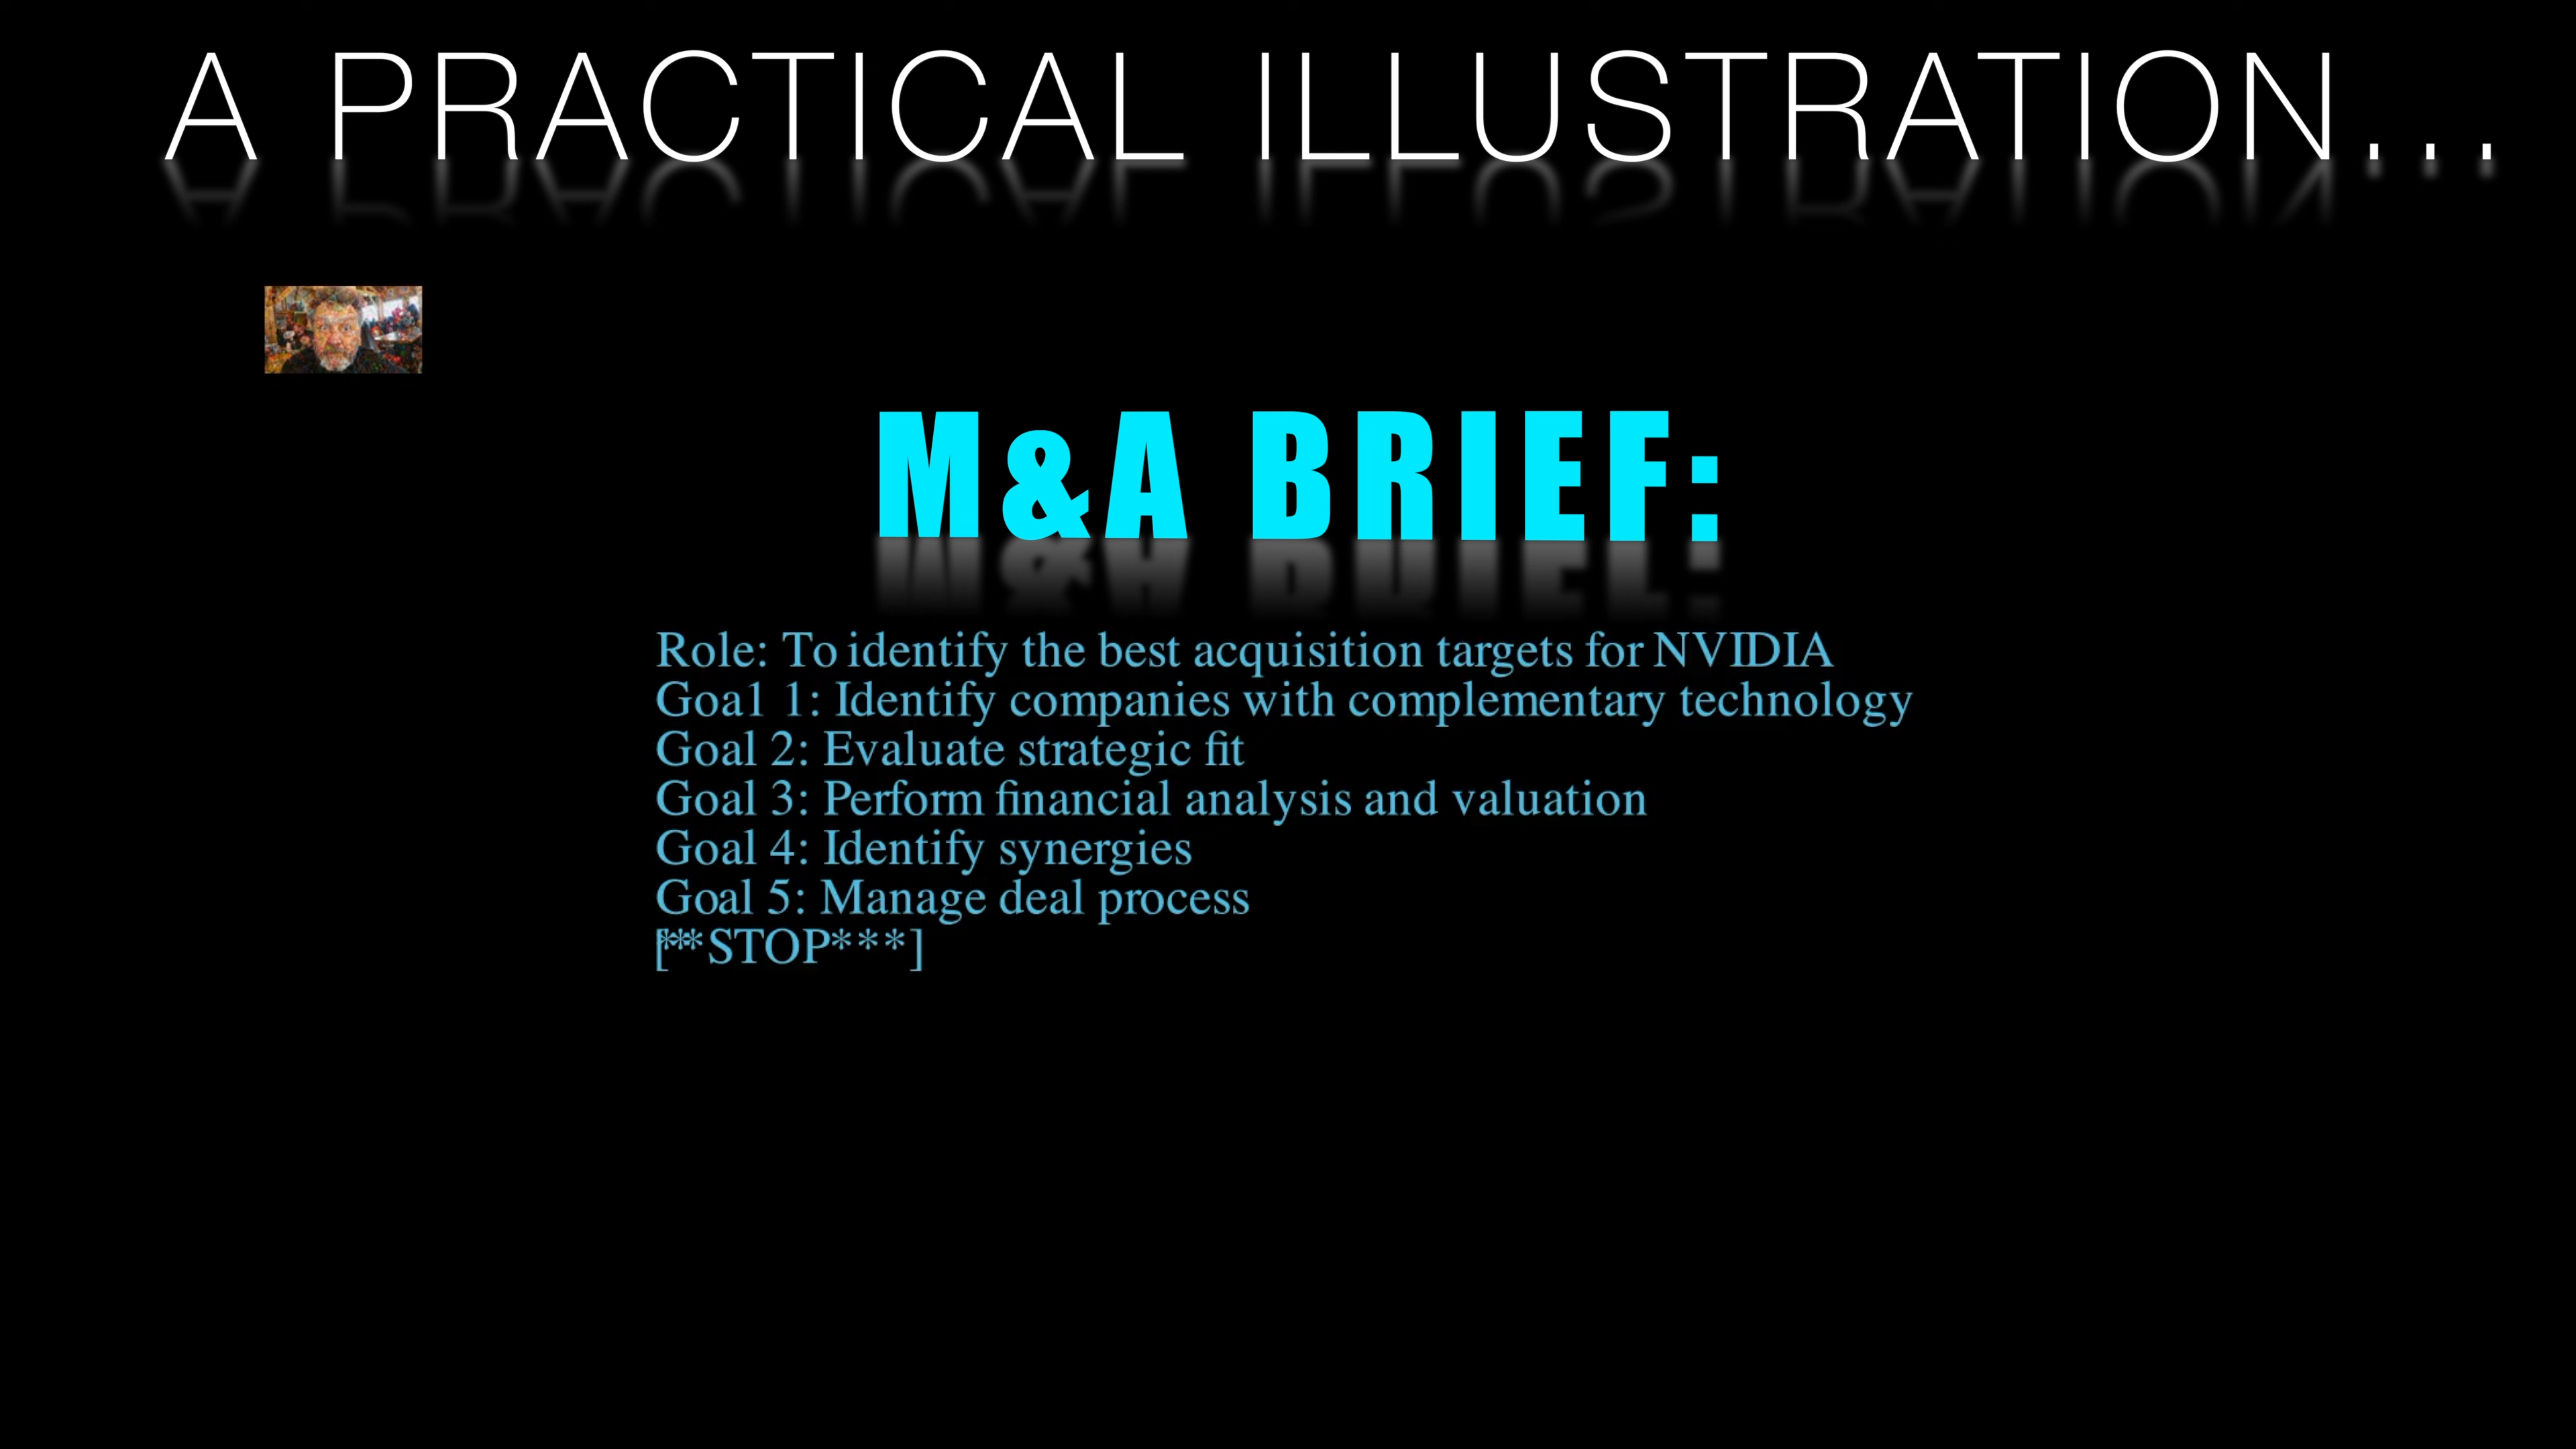 A PRACTICAL ILLUSTRATION...
M&A BRIEF:
Role: To identify the best acquisition targets for NVIDIA
Goa1 1: Identify companies with complementary technology
Goal 2: Evaluate strategic fit
Goal 3: Perform financial analysis and valuation
Goal 4: Identify synergies
Goal 5: Manage deal process
[***STOP***]